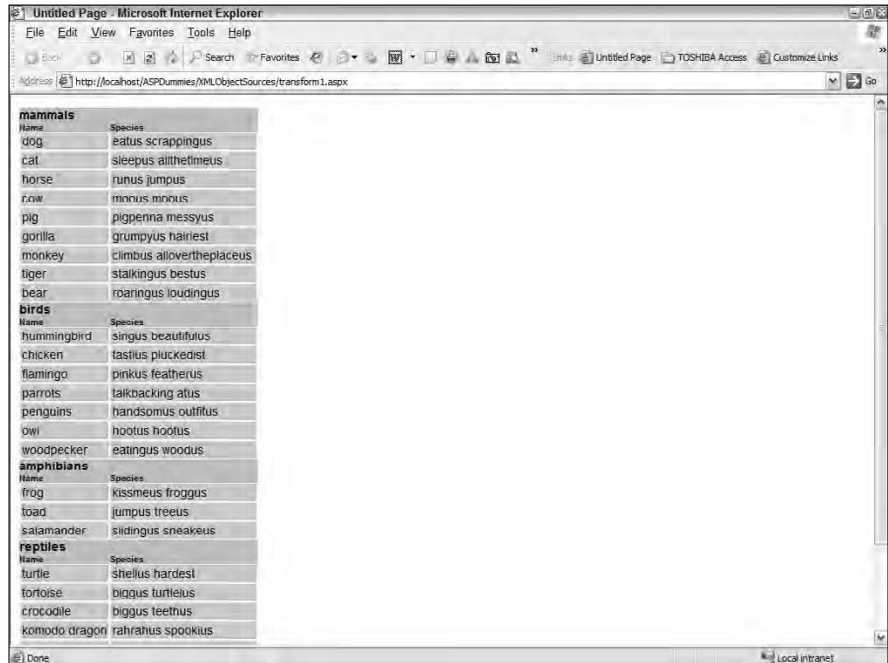 Untitled Page - Microsoft Internet Explorer
File Edit View Favorites Tools Help
Back Search Favorites Links Untitled Page TOSHIBA Access Customize Links
Address http://localhost/ASPDummies/XMLObjectSources/transform1.aspx Go
mammals
Name Species
dog eatus scrappingus
cat sleepus allthetimeus
horse runus jumpus
cow moous moous
pig pigpenna messyus
gorilla grumpyus hairiest
monkey climbus allovertheplaceus
tiger stalkingus bestus
bear roaringus loudingus
birds
Name Species
hummingbird singus beautifulus
chicken tastius pluckedist
flamingo pinkus featherus
parrots talkbacking atus
penguins handsomus outfitus
owl hootus hootus
woodpecker eatingus woodus
amphibians
Name Species
frog kissmeus froggus
toad jumpus treeus
salamander slidingus sneakeus
reptiles
Name Species
turtle shellus hardest
tortoise biggus turtleius
crocodile biggus teethus
komodo dragon rahrahus spookius
Done Local intranet